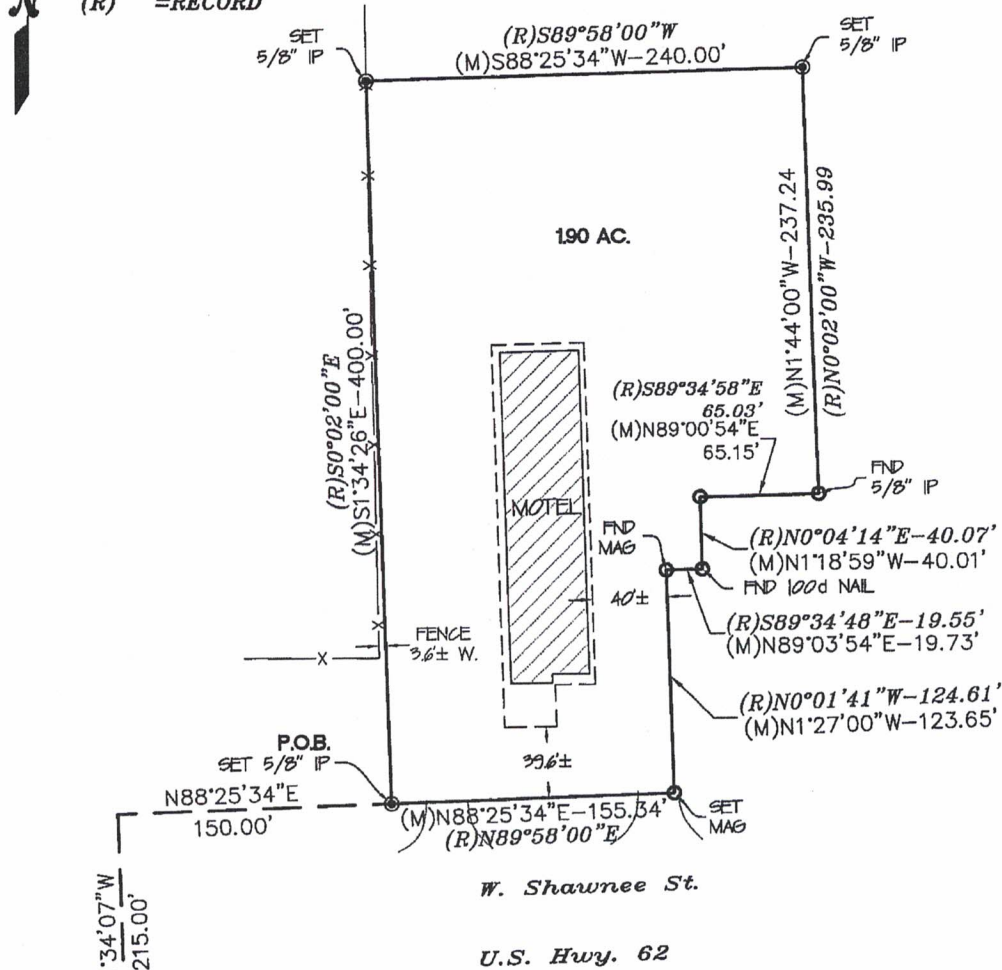 N
(R) =RECORD
SET
5/8" IP
(R)S89°58'00"W
(M)S88°25'34"W-240.00'
SET
5/8" IP
(M)N1°44'00"W-237.24
(R)N0°02'00"W-235.99
1.90 AC.
(R)S0°02'00"E
(M)S1°34'26"E-400.00'
(R)S89°34'58"E
65.03'
(M)N89°00'54"E
65.15'
FND
5/8" IP
MOTEL
FND
MAG
(R)N0°04'14"E-40.07'
(M)N1°18'59"W-40.01'
FND 100d NAIL
40'±
(R)S89°34'48"E-19.55'
(M)N89°03'54"E-19.73'
X
FENCE
3.6'± W.
(R)N0°01'41"W-124.61'
(M)N1°27'00"W-123.65'
P.O.B.
SET 5/8" IP
39.6'±
N88°25'34"E
150.00'
(M)N88°25'34"E-155.34'
(R)N89°58'00"E
SET
MAG
W. Shawnee St.
°34'07"W
215.00'
U.S. Hwy. 62